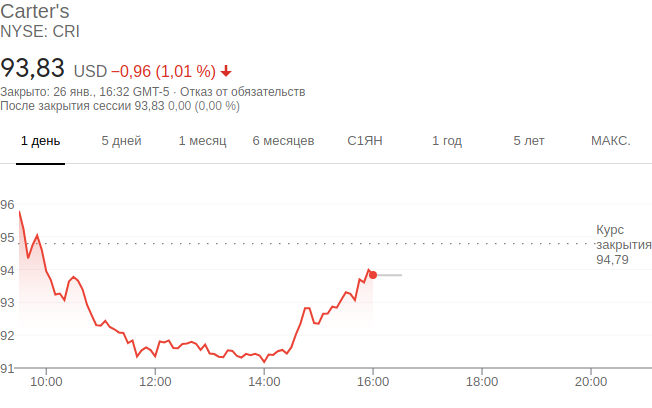 Carter's
NYSE: CRI
93,83 USD −0,96 (1,01 %)
Закрыто: 26 янв., 16:32 GMT-5 · Отказ от обязательств
После закрытия сессии 93,83 0,00 (0,00 %)
1 день 5 дней 1 месяц 6 месяцев С1ЯН 1 год 5 лет МАКС.
96
95
94
93
92
91
Курс
закрытия
94,79
10:00 12:00 14:00 16:00 18:00 20:00